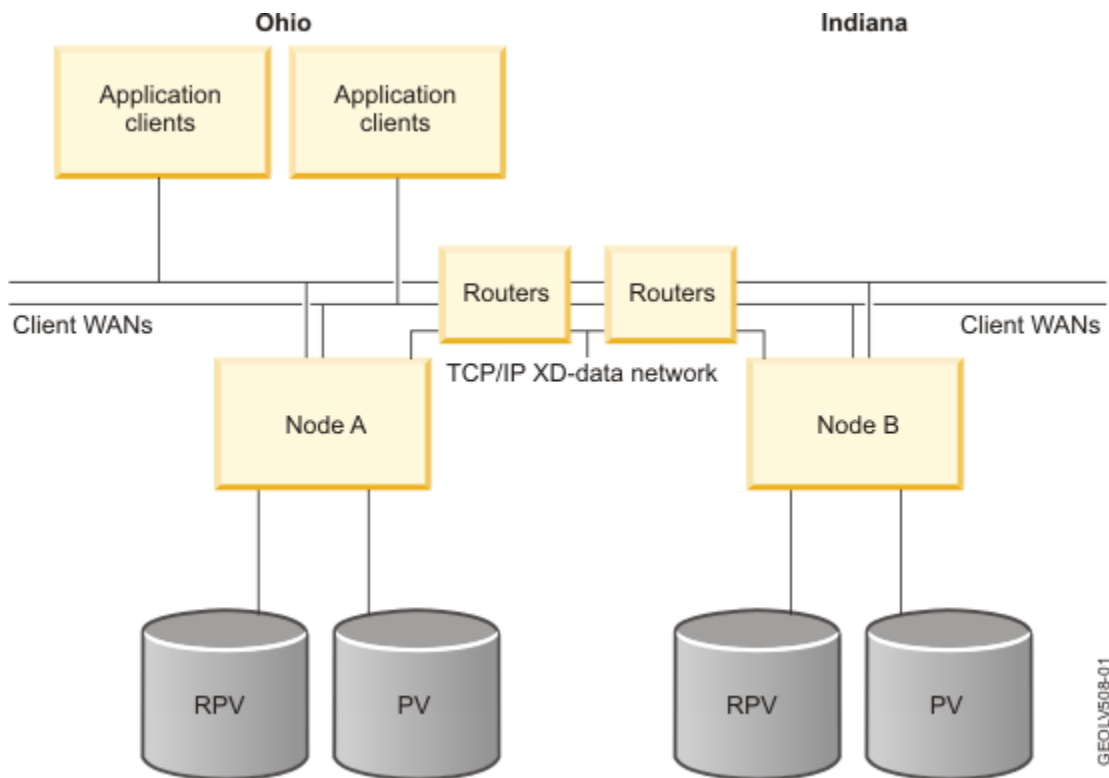 Ohio
Indiana
Application
clients
Application
clients
Routers
Routers
Client WANs
Client WANs
TCP/IP XD-data network
Node A
Node B
RPV
PV
RPV
PV
GEOLV508-01